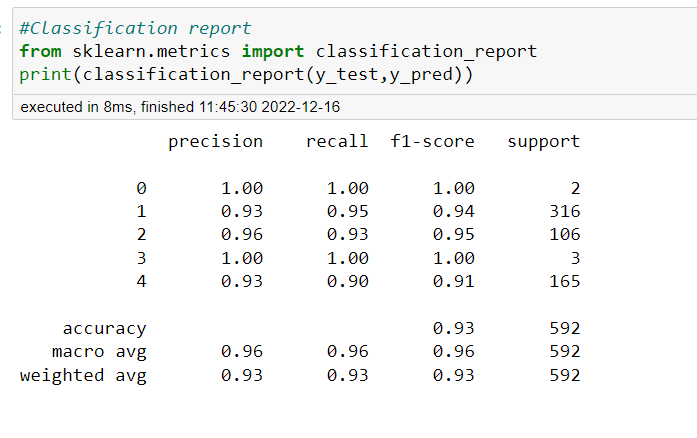 #Classification report
from sklearn.metrics import classification_report
print(classification_report(y_test,y_pred))
executed in 8ms, finished 11:45:30 2022-12-16
precision recall f1-score support
0 1.00 1.00 1.00 2
1 0.93 0.95 0.94 316
2 0.96 0.93 0.95 106
3 1.00 1.00 1.00 3
4 0.93 0.90 0.91 165
accuracy 0.93 592
macro avg 0.96 0.96 0.96 592
weighted avg 0.93 0.93 0.93 592